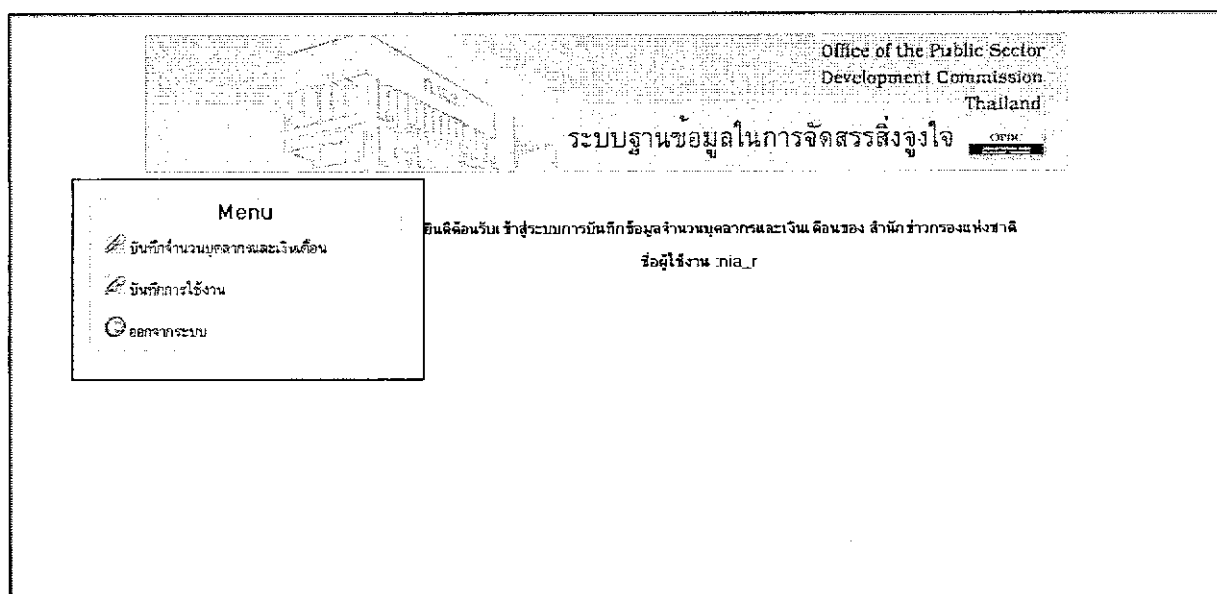 Office of the Public Sector
Development Commission
Thailand
ระบบฐานข้อมูลในการจัดสรรสิ่งจูงใจ
OPDC
Menu
บันทึกจำนวนบุคลากรและเงินเดือน
บันทึกการใช้งาน
ออกจากระบบ
ยินดีต้อนรับเข้าสู่ระบบการบันทึกข้อมูลจำนวนบุคลากรและเงินเดือนของ สำนักข่าวกรองแห่งชาติ
ชื่อผู้ใช้งาน :nia_r